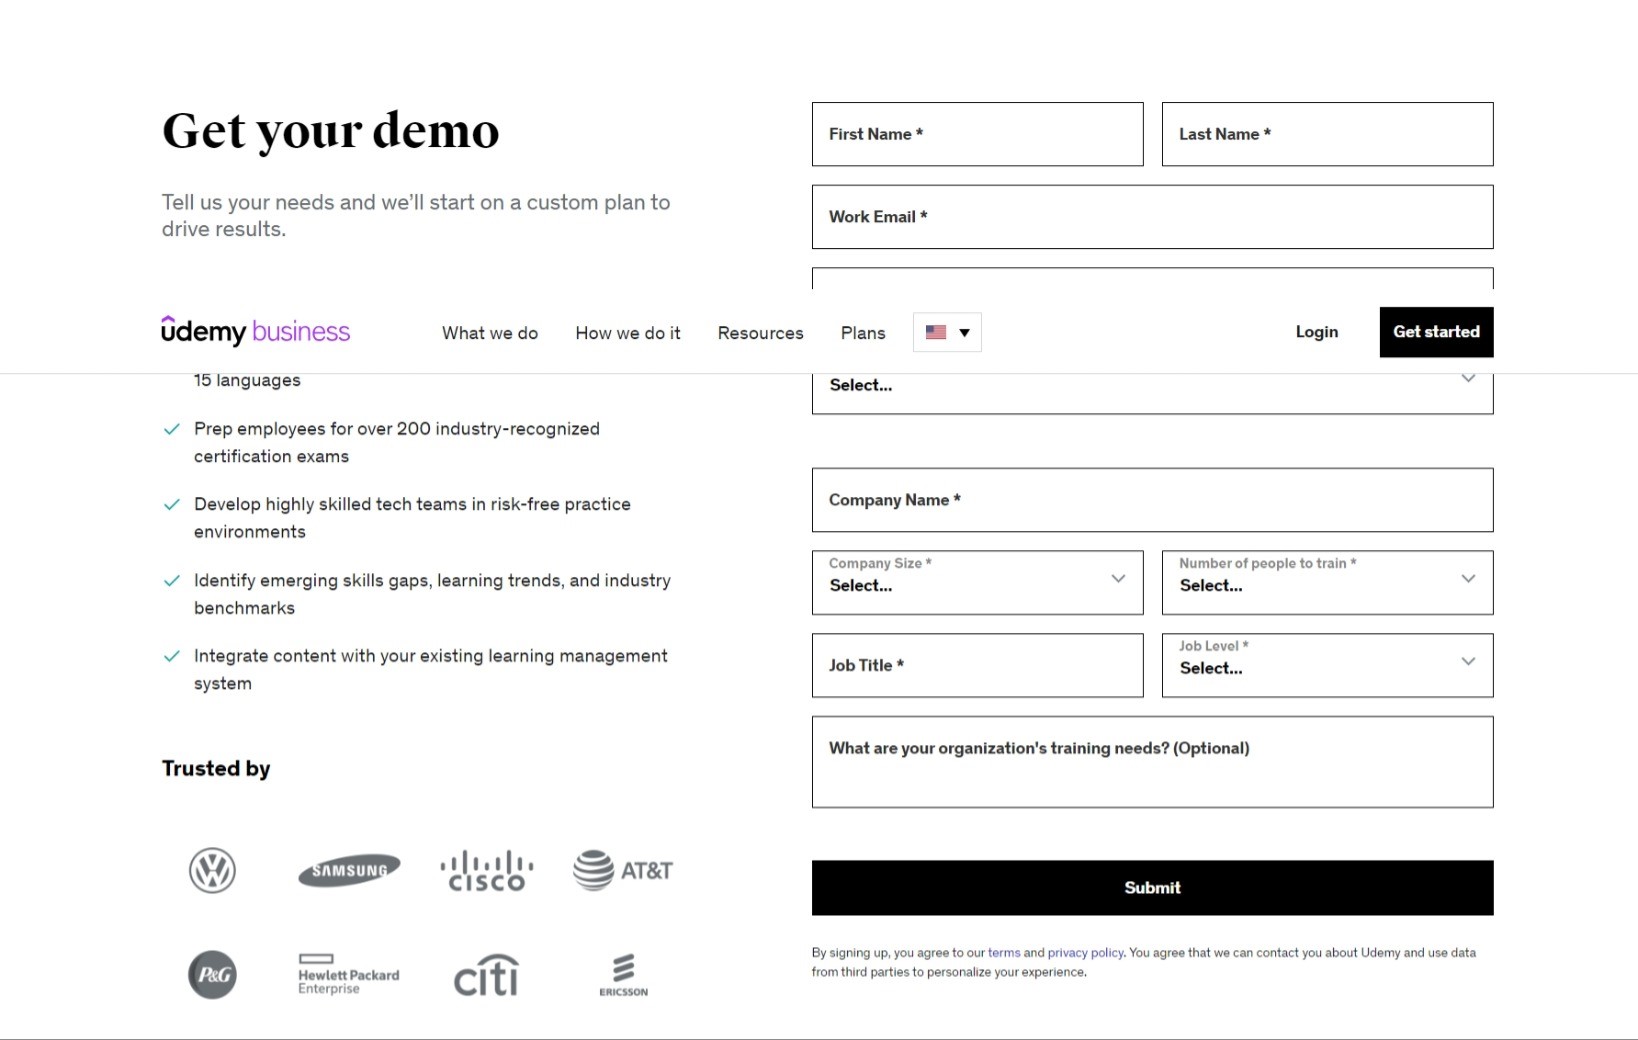 Get your demo
Tell us your needs and we'll start on a custom plan to
drive results.
First Name *
Last Name *
Work Email *
udemy business
What we do
How we do it
Resources
Plans
Login
Get started
15 languages
Prep employees for over 200 industry-recognized
certification exams
Develop highly skilled tech teams in risk-free practice
environments
Identify emerging skills gaps, learning trends, and industry
benchmarks
Integrate content with your existing learning management
system
Select...
Company Name *
Company Size *
Select...
Number of people to train *
Select...
Job Title *
Job Level *
Select...
What are your organization's training needs? (Optional)
Submit
By signing up, you agree to our terms and privacy policy. You agree that we can contact you about Udemy and use data
from third parties to personalize your experience.
Trusted by
SAMSUNG
CISCO
AT&T
P&G
Hewlett Packard
Enterprise
citi
ERICSSON